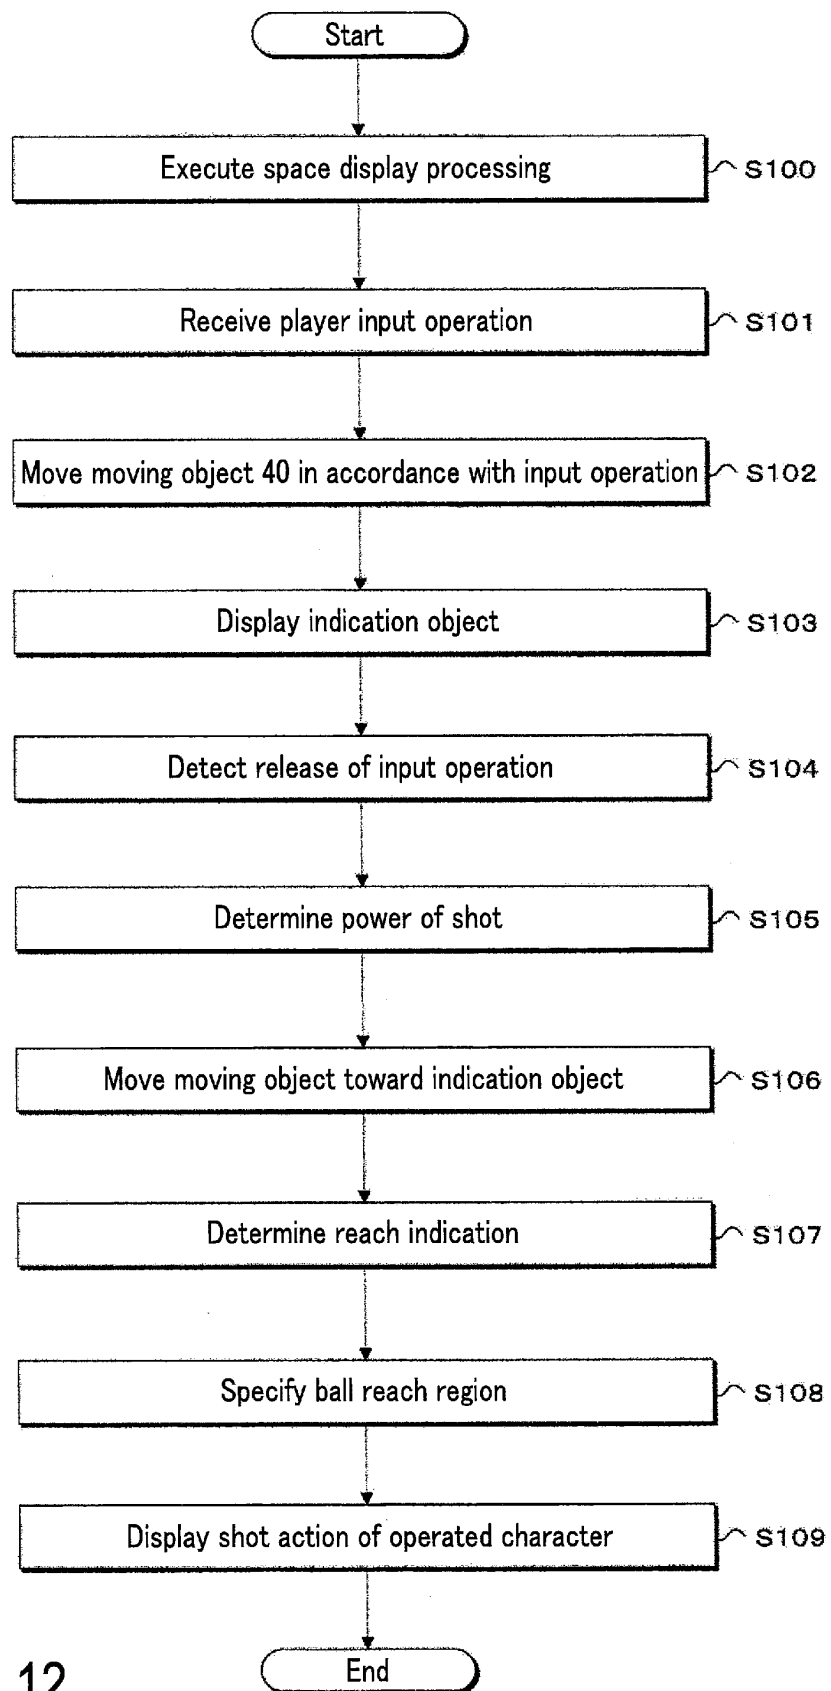 Start
Execute space display processing
S100
Receive player input operation
S101
Move moving object 40 in accordance with input operation
S102
Display indication object
S103
Detect release of input operation
S104
Determine power of shot
S105
Move moving object toward indication object
S106
Determine reach indication
S107
Specify ball reach region
S108
Display shot action of operated character
S109
End
12